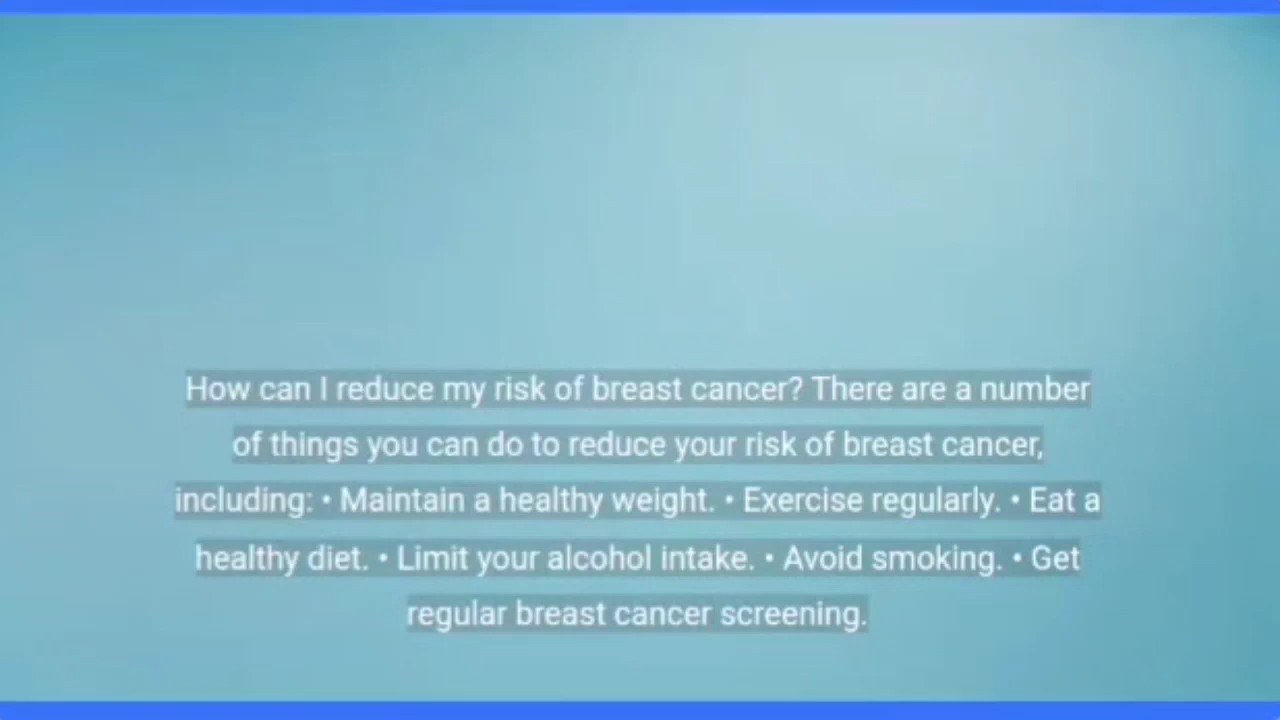 How can I reduce my risk of breast cancer? There are a number
of things you can do to reduce your risk of breast cancer,
including: • Maintain a healthy weight. • Exercise regularly. • Eat a
healthy diet. • Limit your alcohol intake. • Avoid smoking. • Get
regular breast cancer screening.